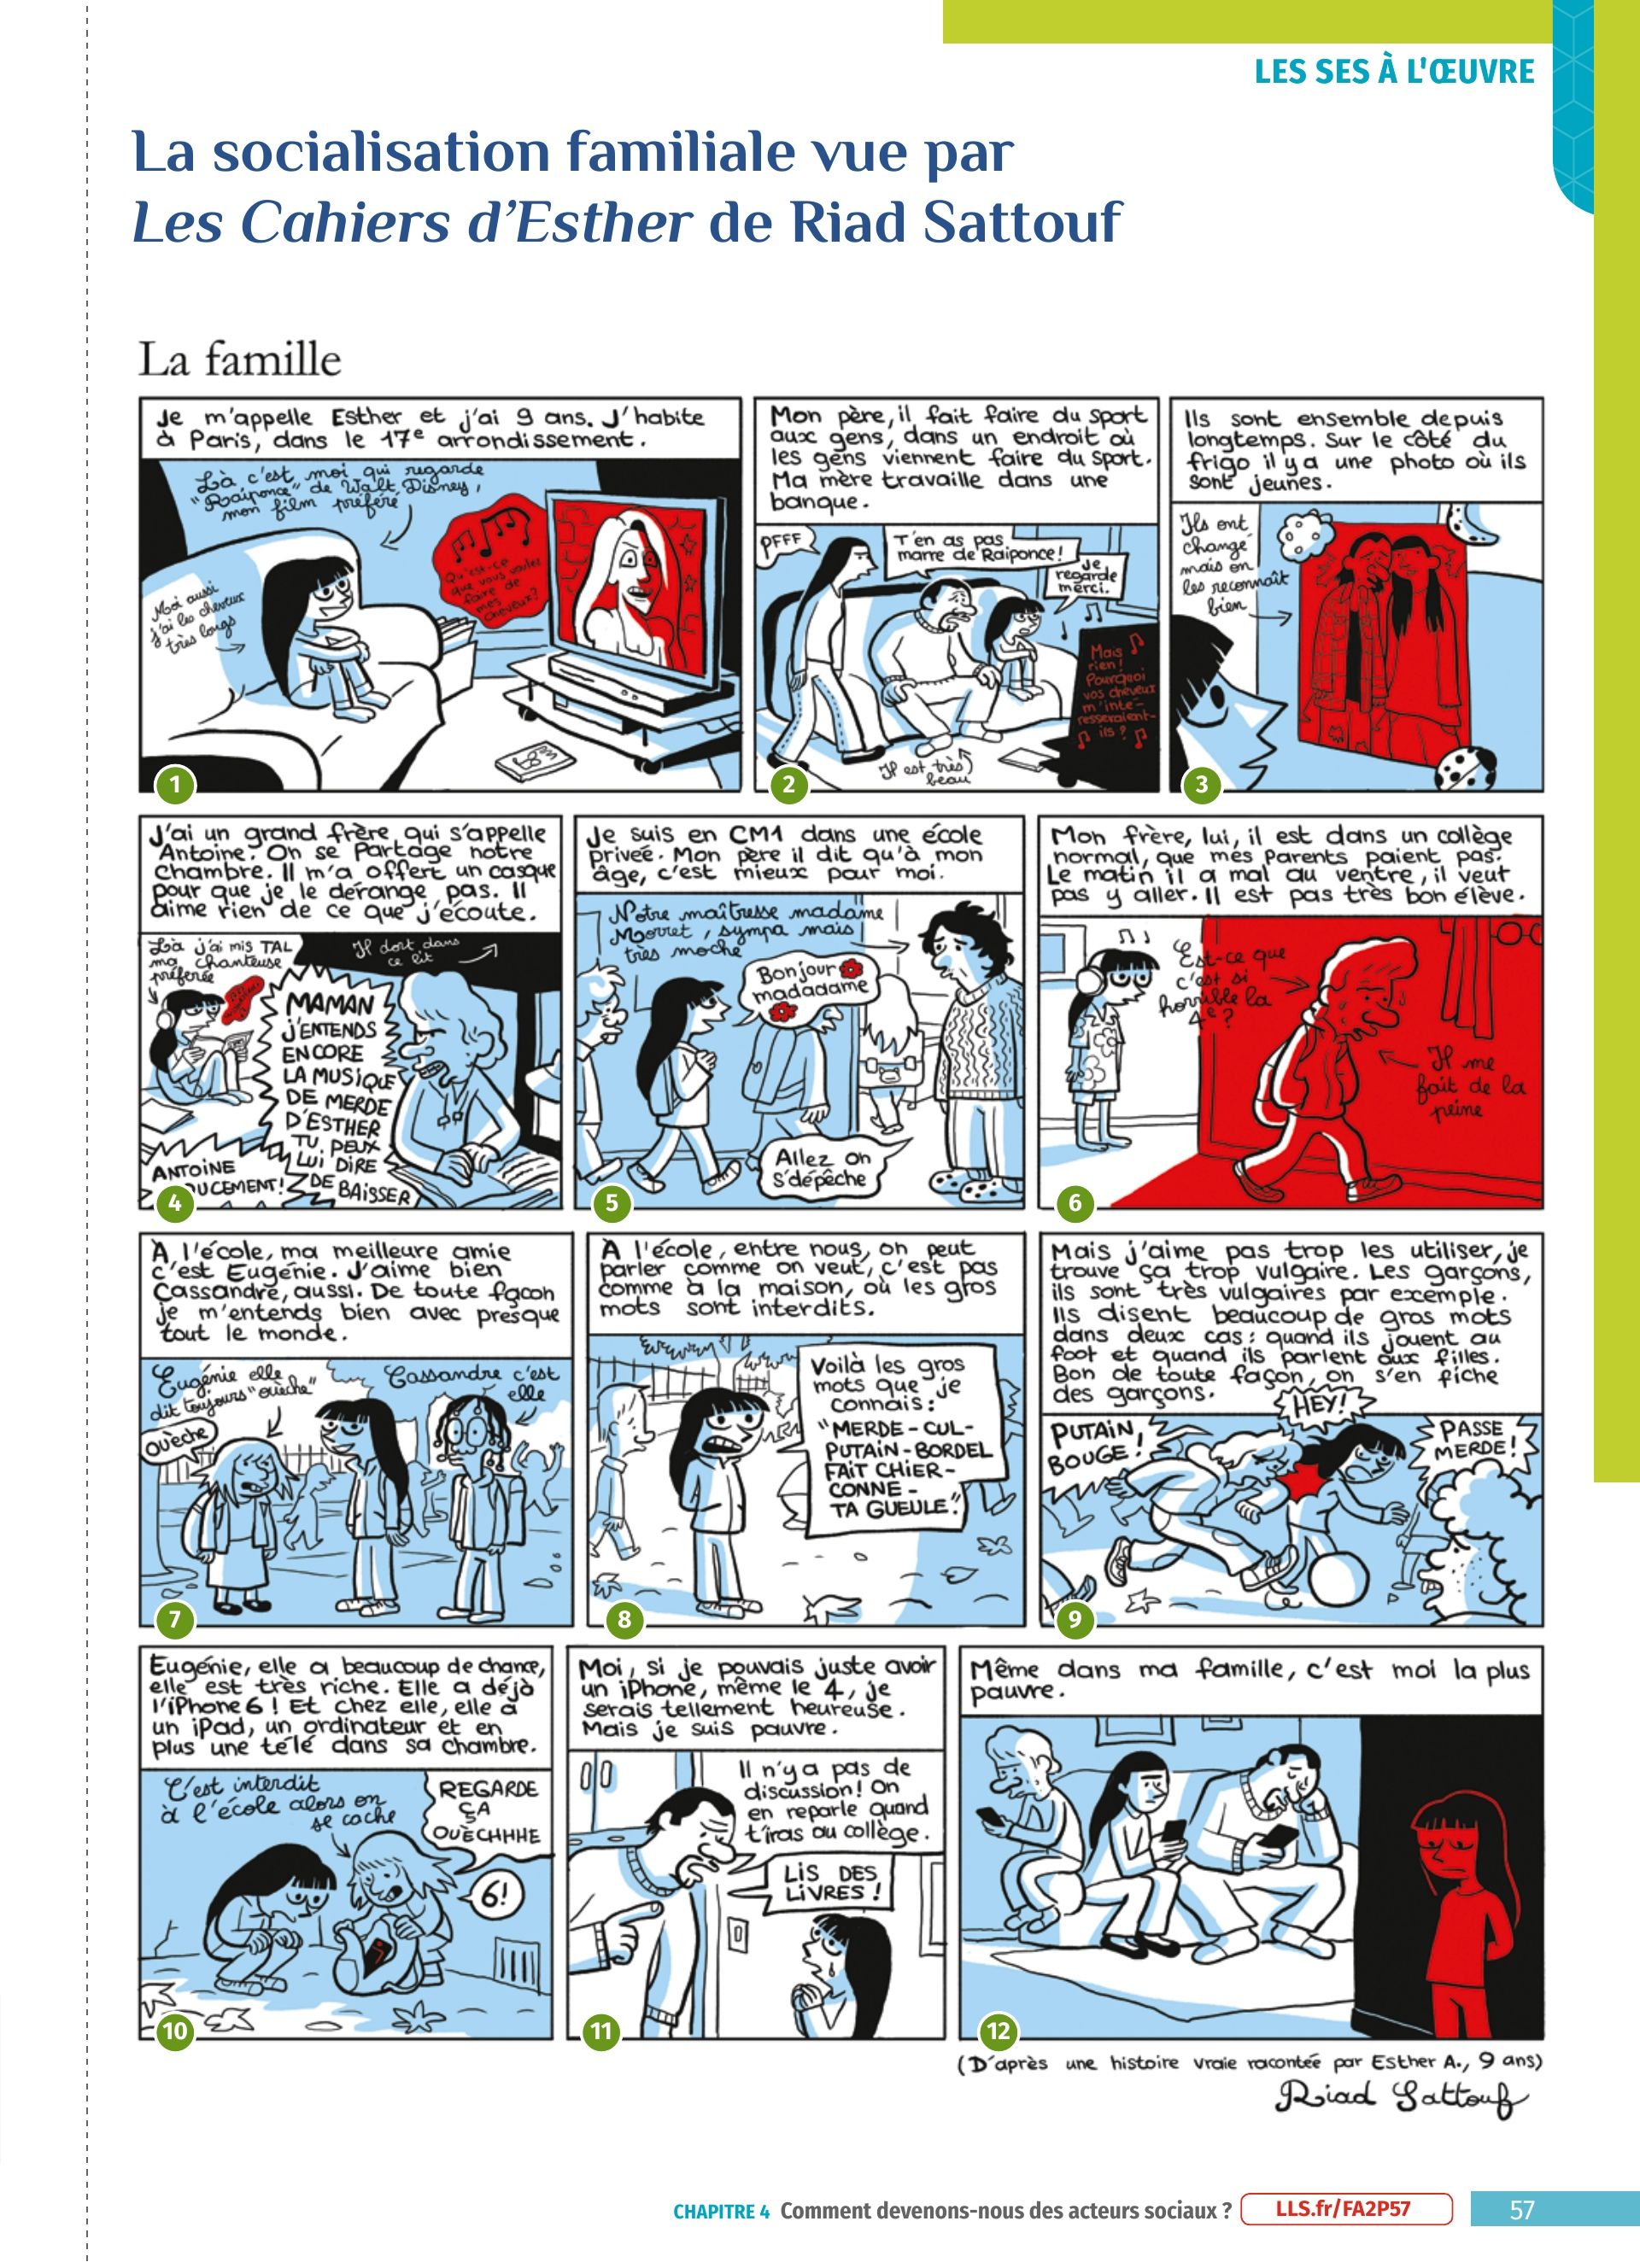 LES SES À L'ŒUVRE
La socialisation familiale vue par
Les Cahiers d'Esther de Riad Sattouf
La famille
Je m'appelle Esther et j'ai 9 ans. J'habite
à Paris, dans le 17e arrondissement.
Là c'est moi qui regarde
"Raiponce" de Walt Disney,
mon film préféré
Moi aussi
j'ai les cheveux
très longs
Qu'est-ce
que vous voulez
faire de
mes
cheveux?
1
Mon père, il fait faire du sport
aux gens, dans un endroit où
les gens viennent faire du sport.
Ma mère travaille dans une
banque.
PFFF
T'en as pas
marre de Raiponce!
Je
regarde
merci.
Mais
rien!
Pourquoi
vos cheveux
m'inté-
resseraient-
ils?
Il est très
beau
2
Ils sont ensemble depuis
longtemps. Sur le côté du
frigo il y a une photo où ils
sont jeunes.
Ils ont
changé
mais on
les reconnaît
bien
3
J'ai un grand frère qui s'appelle
Antoine. On se partage notre
chambre. Il m'a offert un casque
pour que je le dérange pas. Il
aime rien de ce que j'écoute.
Là j'ai mis TAL
ma chanteuse
préférée
Il dort dans
ce lit
MAMAN
J'ENTENDS
ENCORE
LA MUSIQUE
DE MERDE
D'ESTHER
TU PEUX
LUI DIRE
DE BAISSER
ANTOINE
DOUCEMENT!
4
Je suis en CM1 dans une école
privée. Mon père il dit qu'à mon
âge, c'est mieux pour moi.
Notre maîtresse madame
Mouret, sympa mais
très moche
Bonjour
madaaame
Allez on
s'dépêche
5
Mon frère, lui, il est dans un collège
normal, que mes parents paient pas.
Le matin il a mal au ventre, il veut
pas y aller. Il est pas très bon élève.
Est-ce que
c'est si
horrible la
4e?
Il me
fait de la
peine
6
À l'école, ma meilleure amie
c'est Eugénie. J'aime bien
Cassandre, aussi. De toute façon
je m'entends bien avec presque
tout le monde.
Eugénie elle
dit toujours "ouèche"
Cassandre c'est
elle
OUÈCHE
7
À l'école, entre nous, on peut
parler comme on veut, c'est pas
comme à la maison, où les gros
mots sont interdits.
Voilà les gros
mots que je
connais:
"MERDE-CUL-
PUTAIN-BORDEL
FAIT CHIER-
CONNE-
TA GUEULE"
8
Mais j'aime pas trop les utiliser, je
trouve ça trop vulgaire. Les garçons,
ils sont très vulgaires par exemple.
Ils disent beaucoup de gros mots
dans deux cas: quand ils jouent au
foot et quand ils parlent aux filles.
Bon de toute façon, on s'en fiche
des garçons.
HEY!
PUTAIN,
BOUGE!
PASSE
MERDE!
9
Eugénie, elle a beaucoup de chance,
elle est très riche. Elle a déjà
l'iPhone 6! Et chez elle, elle a
un iPad, un ordinateur et en
plus une télé dans sa chambre.
C'est interdit
à l'école alors on
se cache
REGARDE
ÇA
OUÈCHHHE
6!
10
Moi, si je pouvais juste avoir
un iPhone, même le 4, je
serais tellement heureuse.
Mais je suis pauvre.
Il n'y a pas de
discussion! On
en reparle quand
t'iras au collège.
LIS DES
LIVRES!
11
Même dans ma famille, c'est moi la plus
pauvre.
12
(D'après une histoire vraie racontée par Esther A., 9 ans)
Riad Sattouf
CHAPITRE 4 Comment devenons-nous des acteurs sociaux ?
LLS.fr/FA2P57
57